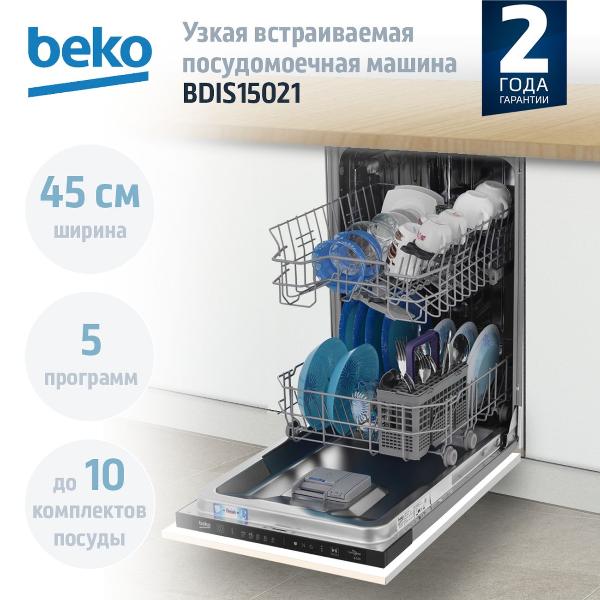 beko
Узкая встраиваемая
посудомоечная машина
BDIS15021
2
ГОДА
ГАРАНТИИ
45 см
ширина
5
программ
до 10
комплектов
посуды
beko